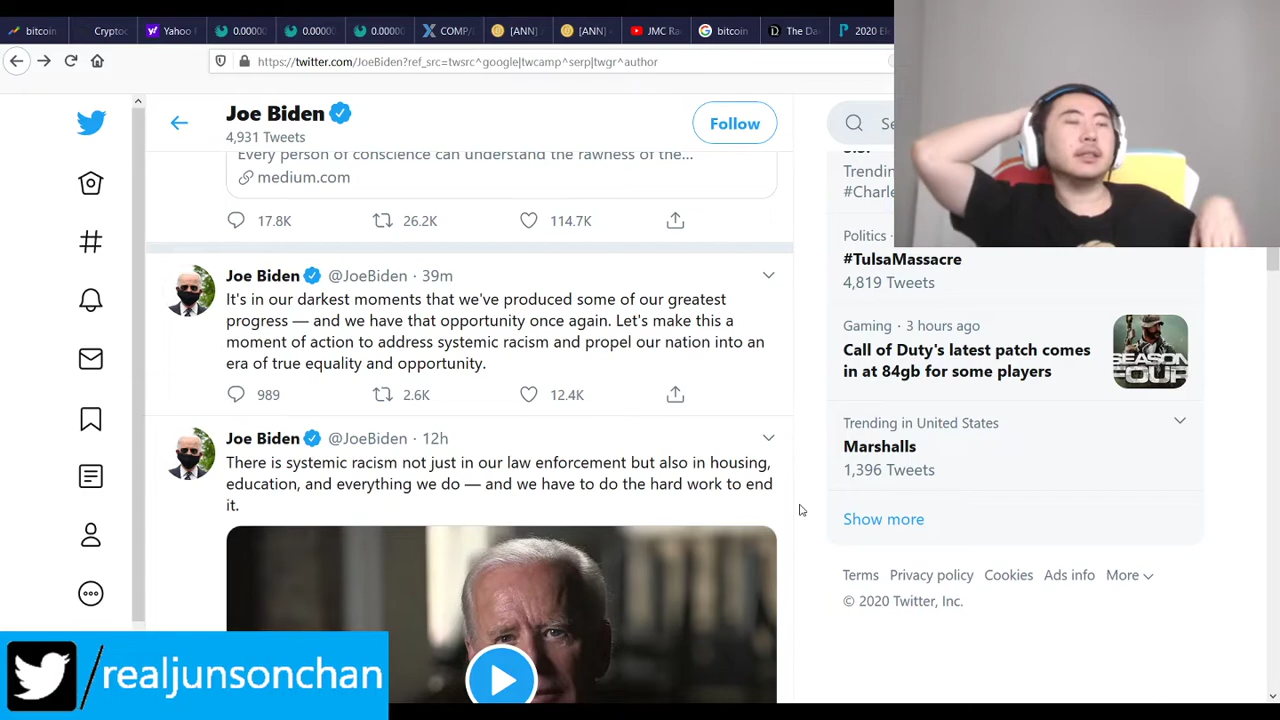 bitcoin
Cryptoc
Yahoo
0.00000
0.00000
0.00000
COMP/
[ANN]
[ANN]
JMC Ra
bitcoin
The Da
2020 El
https://twitter.com/JoeBiden?ref_src=twsrc^google|twcamp^serp|twgr^author
Joe Biden
4,931 Tweets
Follow
Every person of conscience can understand the rawness of the...
medium.com
17.8K
26.2K
114.7K
Joe Biden @JoeBiden · 39m
It's in our darkest moments that we've produced some of our greatest
progress — and we have that opportunity once again. Let's make this a
moment of action to address systemic racism and propel our nation into an
era of true equality and opportunity.
989
2.6K
12.4K
Joe Biden @JoeBiden · 12h
There is systemic racism not just in our law enforcement but also in housing,
education, and everything we do — and we have to do the hard work to end
it.
Se
Trendin
#Charle
Politics ·
#TulsaMassacre
4,819 Tweets
Gaming · 3 hours ago
Call of Duty's latest patch comes
in at 84gb for some players
SEASON
FOUR
Trending in United States
Marshalls
1,396 Tweets
Show more
Terms Privacy policy Cookies Ads info More
© 2020 Twitter, Inc.
/realjunsonchan